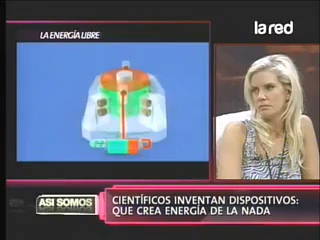 LA ENERGÍA LIBRE
la red
ASI SOMOS
CIENTÍFICOS INVENTAN DISPOSITIVOS:
QUE CREA ENERGÍA DE LA NADA